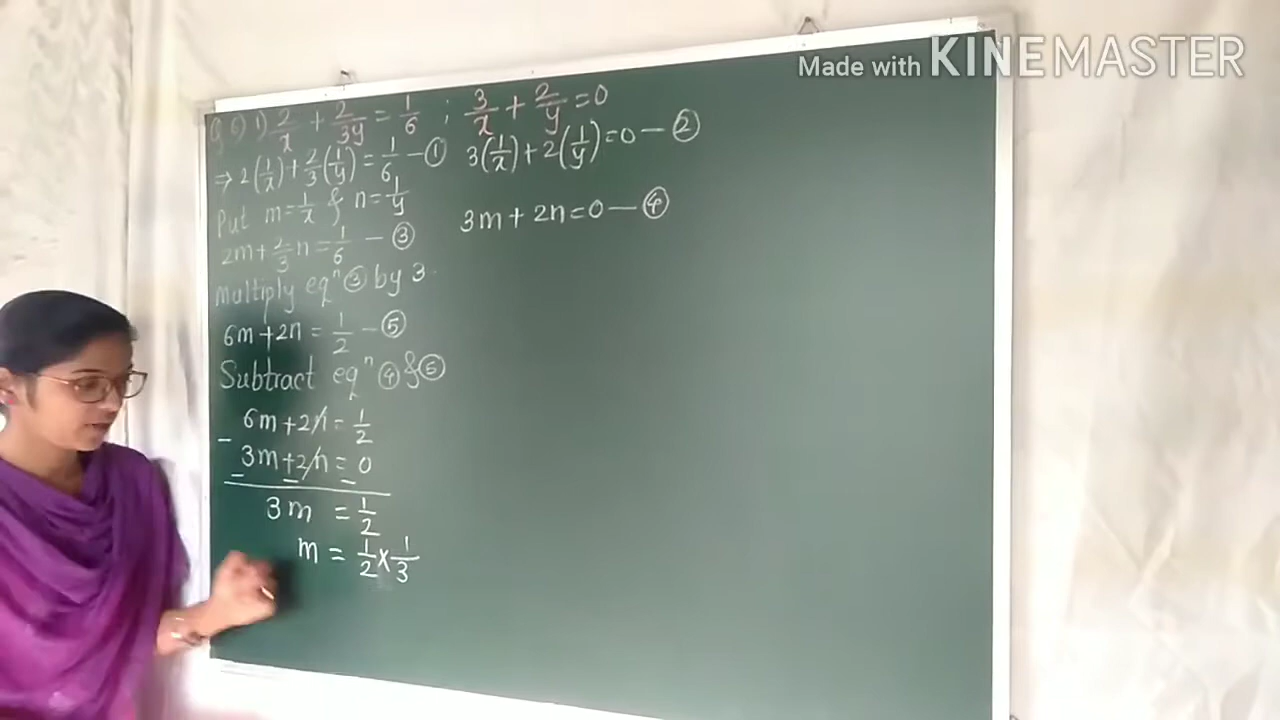 Made with KINEMASTER
Q 6) 1) 2/x + 2/3y = 1/6 ; 3/x + 2/y = 0
⇒ 2(1/x) + 2/3(1/y) = 1/6 — ① 3(1/x) + 2(1/y) = 0 — ②
Put m = 1/x & n = 1/y
2m + 2/3 n = 1/6 — ③ 3m + 2n = 0 — ④
Multiply eqⁿ ③ by 3.
6m + 2n = 1/2 — ⑤
Subtract eqⁿ ④ & ⑤
6m + 2n = 1/2
- 3m + 2n = 0
- - -
3m = 1/2
m = 1/2 × 1/3